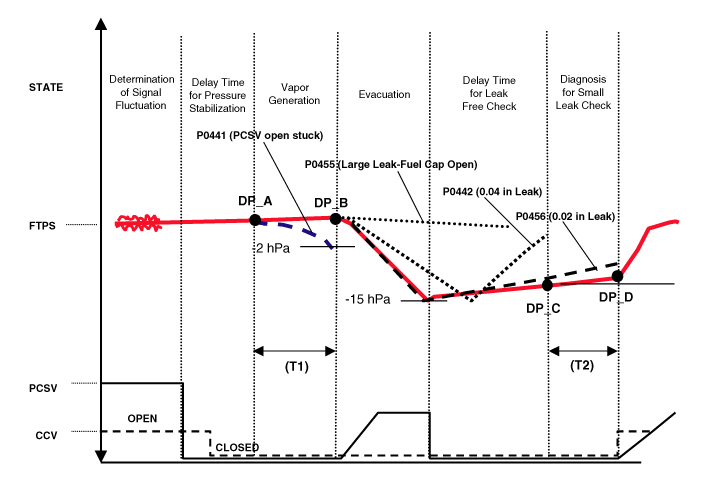 STATE
Determination
of Signal
Fluctuation
Delay Time
for Pressure
Stabilization
Vapor
Generation
Evacuation
Delay Time
for Leak
Free Check
Diagnosis
for Small
Leak Check
P0441 (PCSV open stuck)
P0455 (Large Leak-Fuel Cap Open)
P0442 (0.04 in Leak)
P0456 (0.02 in Leak)
FTPS
DP_A
DP_B
-2 hPa
-15 hPa
DP_C
DP_D
(T1)
(T2)
PCSV
OPEN
CCV
CLOSED